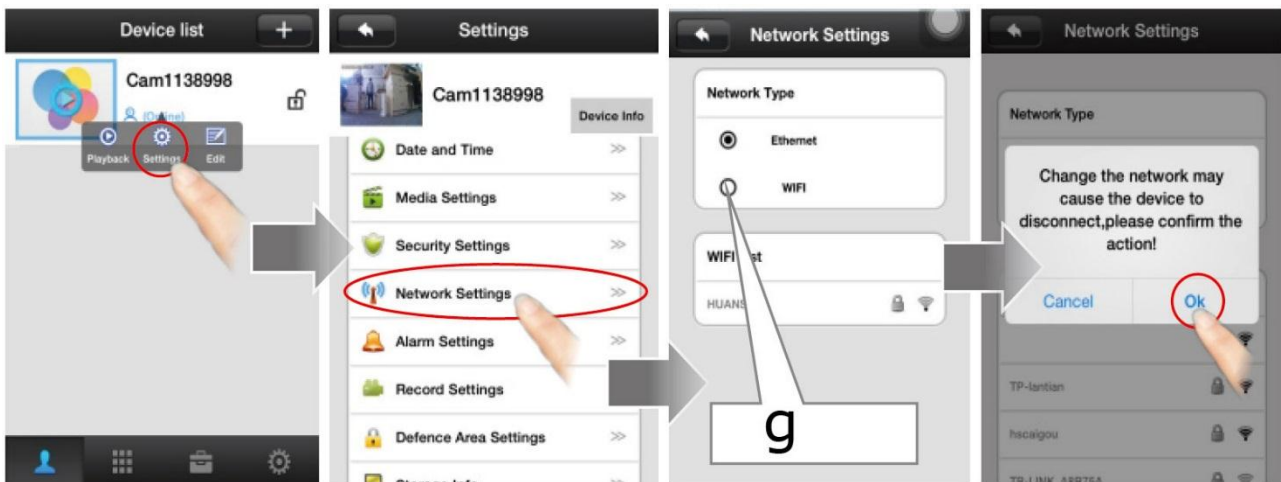 Device list
+
Cam1138998
(Online)
Playback
Settings
Edit
Settings
Cam1138998
Device Info
Date and Time
Media Settings
Security Settings
Network Settings
Alarm Settings
Record Settings
Defence Area Settings
Network Settings
Network Type
Ethernet
WIFI
g
Network Settings
Network Type
Change the network may
cause the device to
disconnect,please confirm the
action!
Cancel
Ok
TP-lantian
hscaigou